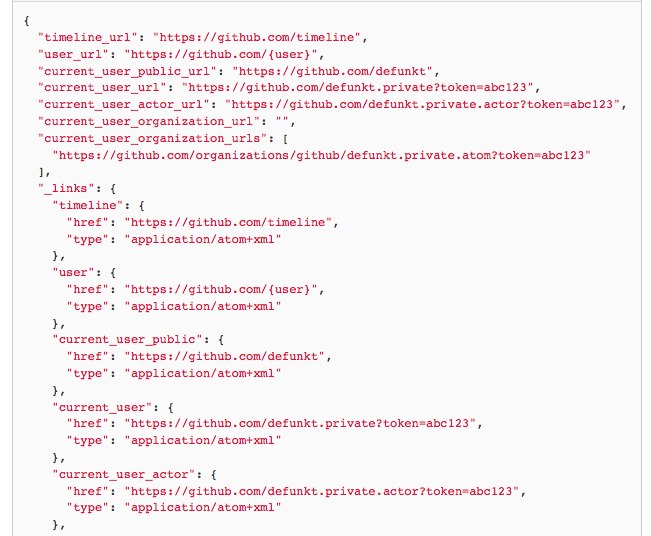 {
  "timeline_url": "https://github.com/timeline",
  "user_url": "https://github.com/{user}",
  "current_user_public_url": "https://github.com/defunkt",
  "current_user_url": "https://github.com/defunkt.private?token=abc123",
  "current_user_actor_url": "https://github.com/defunkt.private.actor?token=abc123",
  "current_user_organization_url": "",
  "current_user_organization_urls": [
    "https://github.com/organizations/github/defunkt.private.atom?token=abc123"
  ],
  "_links": {
    "timeline": {
      "href": "https://github.com/timeline",
      "type": "application/atom+xml"
    },
    "user": {
      "href": "https://github.com/{user}",
      "type": "application/atom+xml"
    },
    "current_user_public": {
      "href": "https://github.com/defunkt",
      "type": "application/atom+xml"
    },
    "current_user": {
      "href": "https://github.com/defunkt.private?token=abc123",
      "type": "application/atom+xml"
    },
    "current_user_actor": {
      "href": "https://github.com/defunkt.private.actor?token=abc123",
      "type": "application/atom+xml"
    },